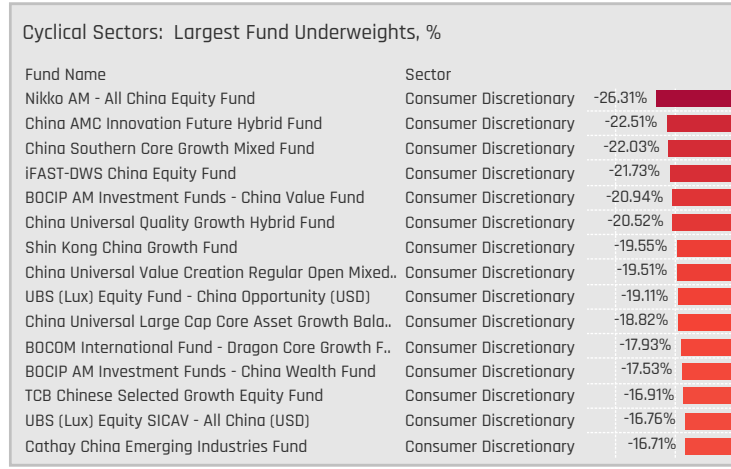 Cyclical Sectors: Largest Fund Underweights, %
Fund Name Sector
Nikko AM - All China Equity Fund Consumer Discretionary -26.31%
China AMC Innovation Future Hybrid Fund Consumer Discretionary -22.51%
China Southern Core Growth Mixed Fund Consumer Discretionary -22.03%
iFAST-DWS China Equity Fund Consumer Discretionary -21.73%
BOCIP AM Investment Funds - China Value Fund Consumer Discretionary -20.94%
China Universal Quality Growth Hybrid Fund Consumer Discretionary -20.52%
Shin Kong China Growth Fund Consumer Discretionary -19.55%
China Universal Value Creation Regular Open Mixed.. Consumer Discretionary -19.51%
UBS (Lux) Equity Fund - China Opportunity (USD) Consumer Discretionary -19.11%
China Universal Large Cap Core Asset Growth Bala.. Consumer Discretionary -18.82%
BOCOM International Fund - Dragon Core Growth F.. Consumer Discretionary -17.93%
BOCIP AM Investment Funds - China Wealth Fund Consumer Discretionary -17.53%
TCB Chinese Selected Growth Equity Fund Consumer Discretionary -16.91%
UBS (Lux) Equity SICAV - All China (USD) Consumer Discretionary -16.76%
Cathay China Emerging Industries Fund Consumer Discretionary -16.71%